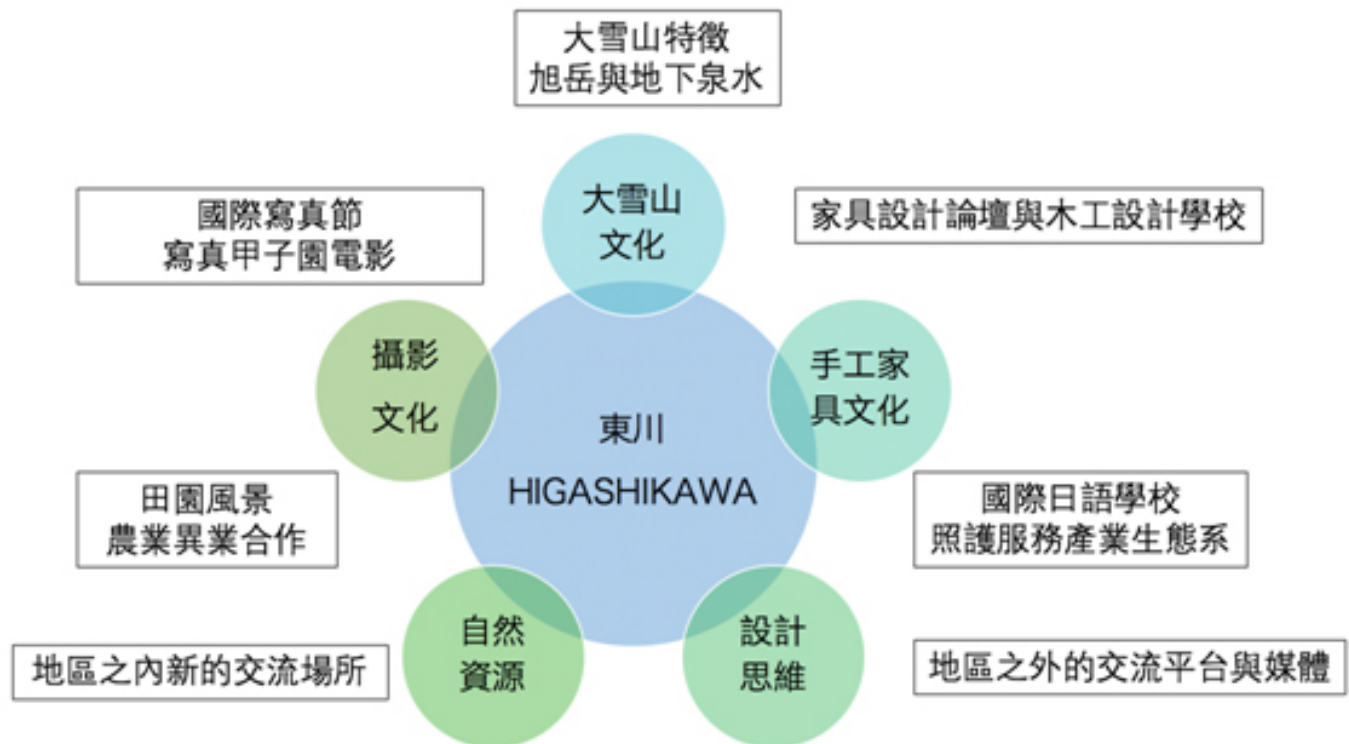 大雪山特徵
旭岳與地下泉水
大雪山
文化
國際寫真節
寫真甲子園電影
家具設計論壇與木工設計學校
攝影
文化
手工家
具文化
東川
HIGASHIKAWA
田園風景
農業異業合作
國際日語學校
照護服務產業生態系
自然
資源
設計
思維
地區之內新的交流場所
地區之外的交流平台與媒體